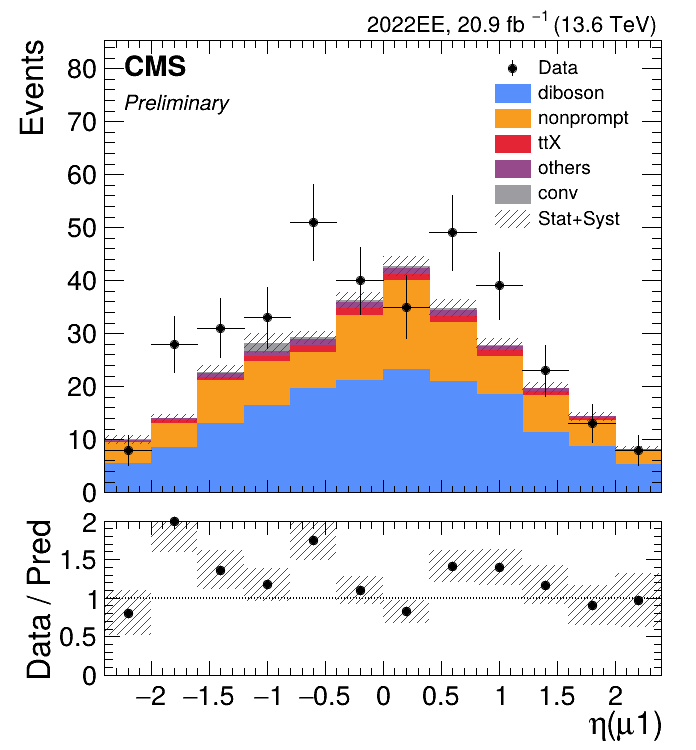 2022EE, 20.9 fb ⁻¹ (13.6 TeV)
CMS
Preliminary
Events
80
70
60
50
40
30
20
10
0
Data
diboson
nonprompt
ttX
others
conv
Stat+Syst
Data / Pred
2
1.5
1
0.5
0
−2 −1.5 −1 −0.5 0 0.5 1 1.5 2
η(μ1)